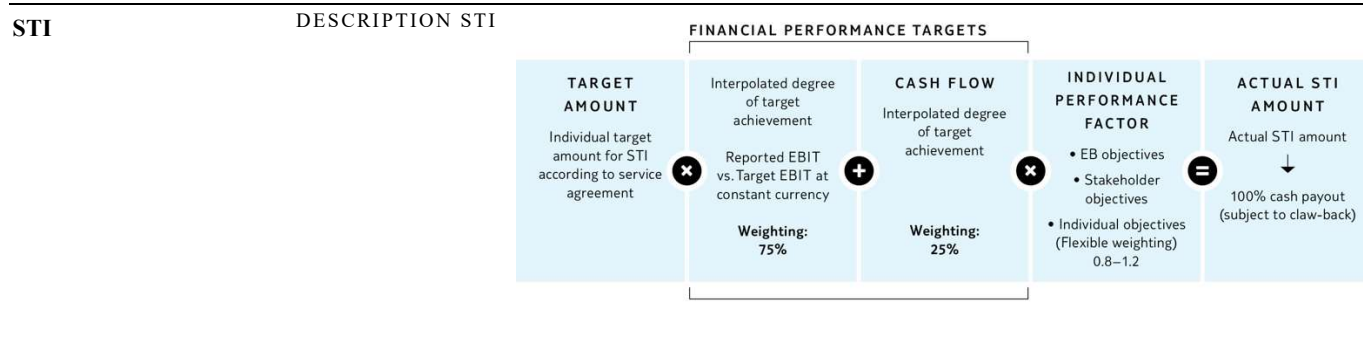 STI
DESCRIPTION STI
FINANCIAL PERFORMANCE TARGETS
TARGET
AMOUNT
Individual target
amount for STI
according to service
agreement
×
Interpolated degree
of target
achievement
Reported EBIT
vs. Target EBIT at
constant currency
Weighting:
75%
+
CASH FLOW
Interpolated degree
of target
achievement
Weighting:
25%
×
INDIVIDUAL
PERFORMANCE
FACTOR
• EB objectives
• Stakeholder
objectives
• Individual objectives
(Flexible weighting)
0.8–1.2
=
ACTUAL STI
AMOUNT
Actual STI amount
↓
100% cash payout
(subject to claw-back)